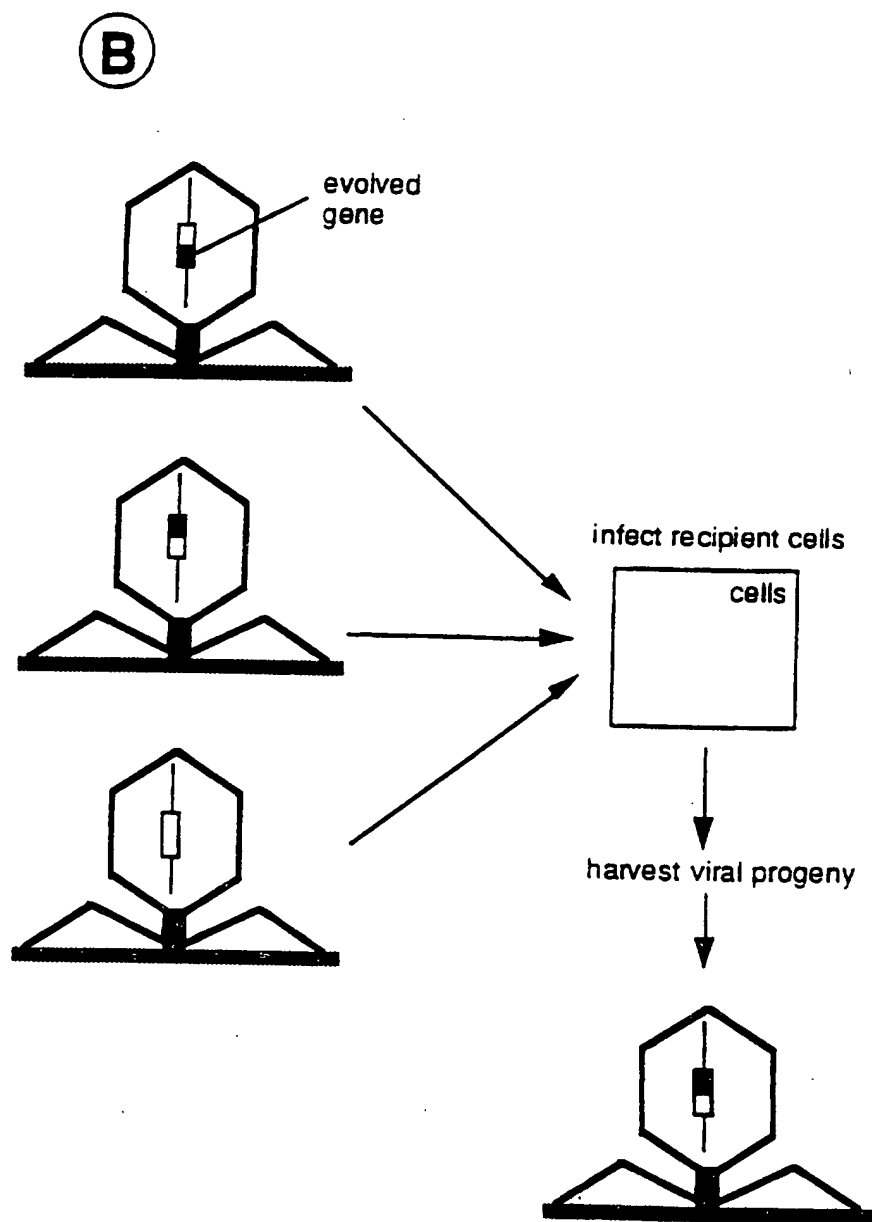 B
evolved
gene
infect recipient cells
cells
harvest viral progeny